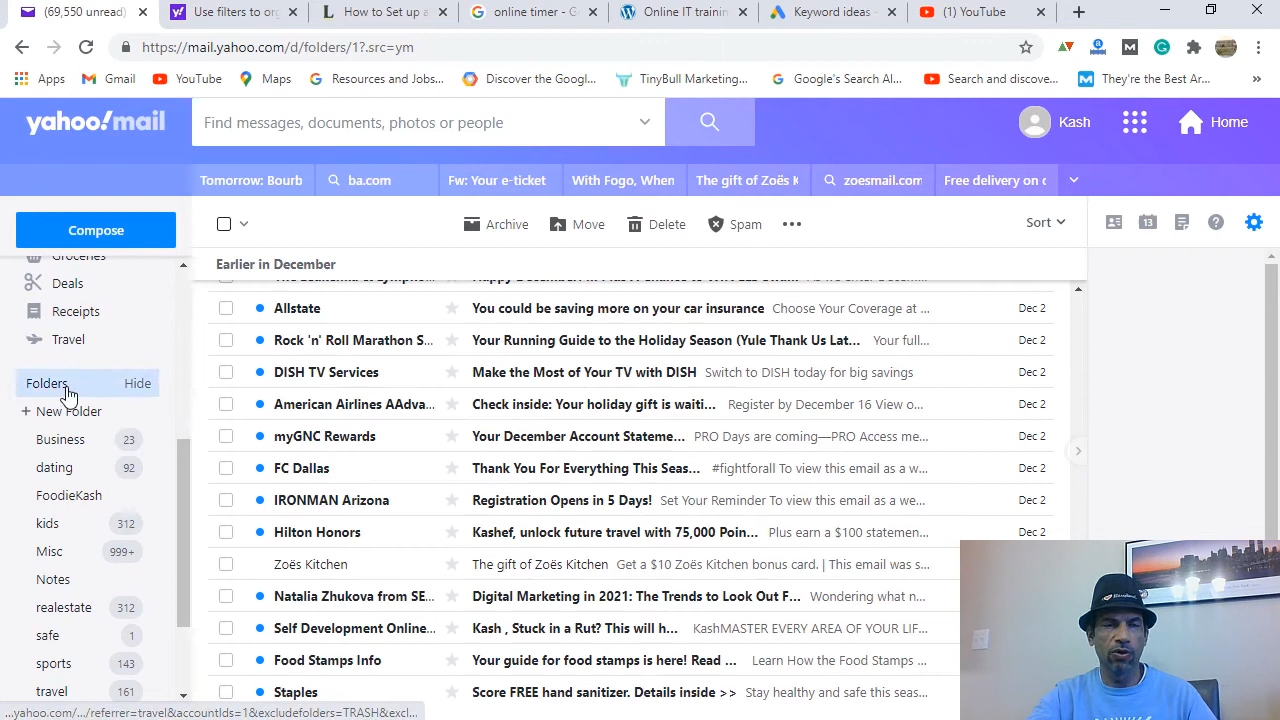 (69,550 unread)
Use filters to org
How to Set up a
online timer - G
Online IT trainin
Keyword ideas
(1) YouTube
https://mail.yahoo.com/d/folders/1?.src=ym
Apps
Gmail
YouTube
Maps
Resources and Jobs...
Discover the Googl...
TinyBull Marketing...
Google's Search Al...
Search and discove...
They're the Best Ar...
yahoo!mail
Find messages, documents, photos or people
Kash
Home
Tomorrow: Bourb
ba.com
Fw: Your e-ticket
With Fogo, When
The gift of Zoës K
zoesmail.com
Free delivery on c
Compose
Archive
Move
Delete
Spam
Sort
Groceries
Deals
Receipts
Travel
Folders
Hide
+ New Folder
Business 23
dating 92
FoodieKash
kids 312
Misc 999+
Notes
realestate 312
safe 1
sports 143
travel 161
Earlier in December
Allstate You could be saving more on your car insurance Choose Your Coverage at ... Dec 2
Rock 'n' Roll Marathon S... Your Running Guide to the Holiday Season (Yule Thank Us Lat... Your full... Dec 2
DISH TV Services Make the Most of Your TV with DISH Switch to DISH today for big savings Dec 2
American Airlines AAdva... Check inside: Your holiday gift is waiti... Register by December 16 View o... Dec 2
myGNC Rewards Your December Account Stateme... PRO Days are coming—PRO Access me... Dec 2
FC Dallas Thank You For Everything This Seas... #fightforall To view this email as a w... Dec 2
IRONMAN Arizona Registration Opens in 5 Days! Set Your Reminder To view this email as a we... Dec 2
Hilton Honors Kashef, unlock future travel with 75,000 Poin... Plus earn a $100 statemen... Dec 2
Zoës Kitchen The gift of Zoës Kitchen Get a $10 Zoës Kitchen bonus card. | This email was s...
Natalia Zhukova from SE... Digital Marketing in 2021: The Trends to Look Out F... Wondering what n...
Self Development Online... Kash , Stuck in a Rut? This will h... KashMASTER EVERY AREA OF YOUR LIF...
Food Stamps Info Your guide for food stamps is here! Read ... Learn How the Food Stamps ...
Staples Score FREE hand sanitizer. Details inside >> Stay healthy and safe this seas...
...yahoo.com/.../referrer=travel&accountIds=1&excludefolders=TRASH&excl...